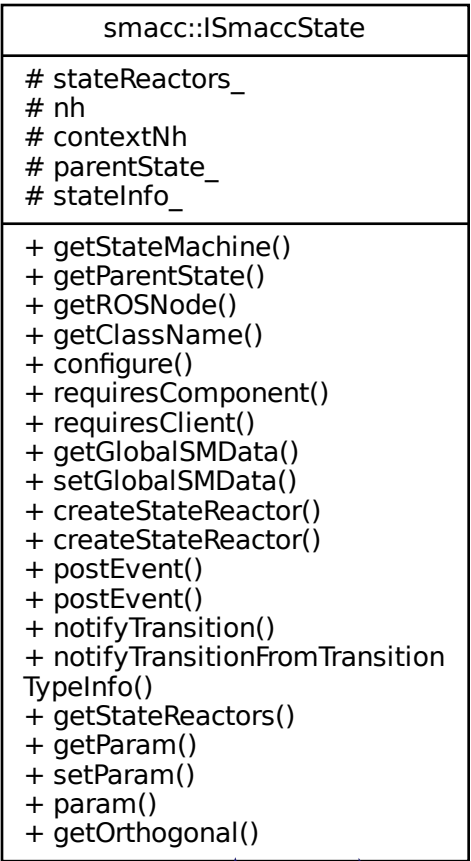 smacc::ISmaccState
# stateReactors_
# nh
# contextNh
# parentState_
# stateInfo_
+ getStateMachine()
+ getParentState()
+ getROSNode()
+ getClassName()
+ configure()
+ requiresComponent()
+ requiresClient()
+ getGlobalSMData()
+ setGlobalSMData()
+ createStateReactor()
+ createStateReactor()
+ postEvent()
+ postEvent()
+ notifyTransition()
+ notifyTransitionFromTransition
TypeInfo()
+ getStateReactors()
+ getParam()
+ setParam()
+ param()
+ getOrthogonal()